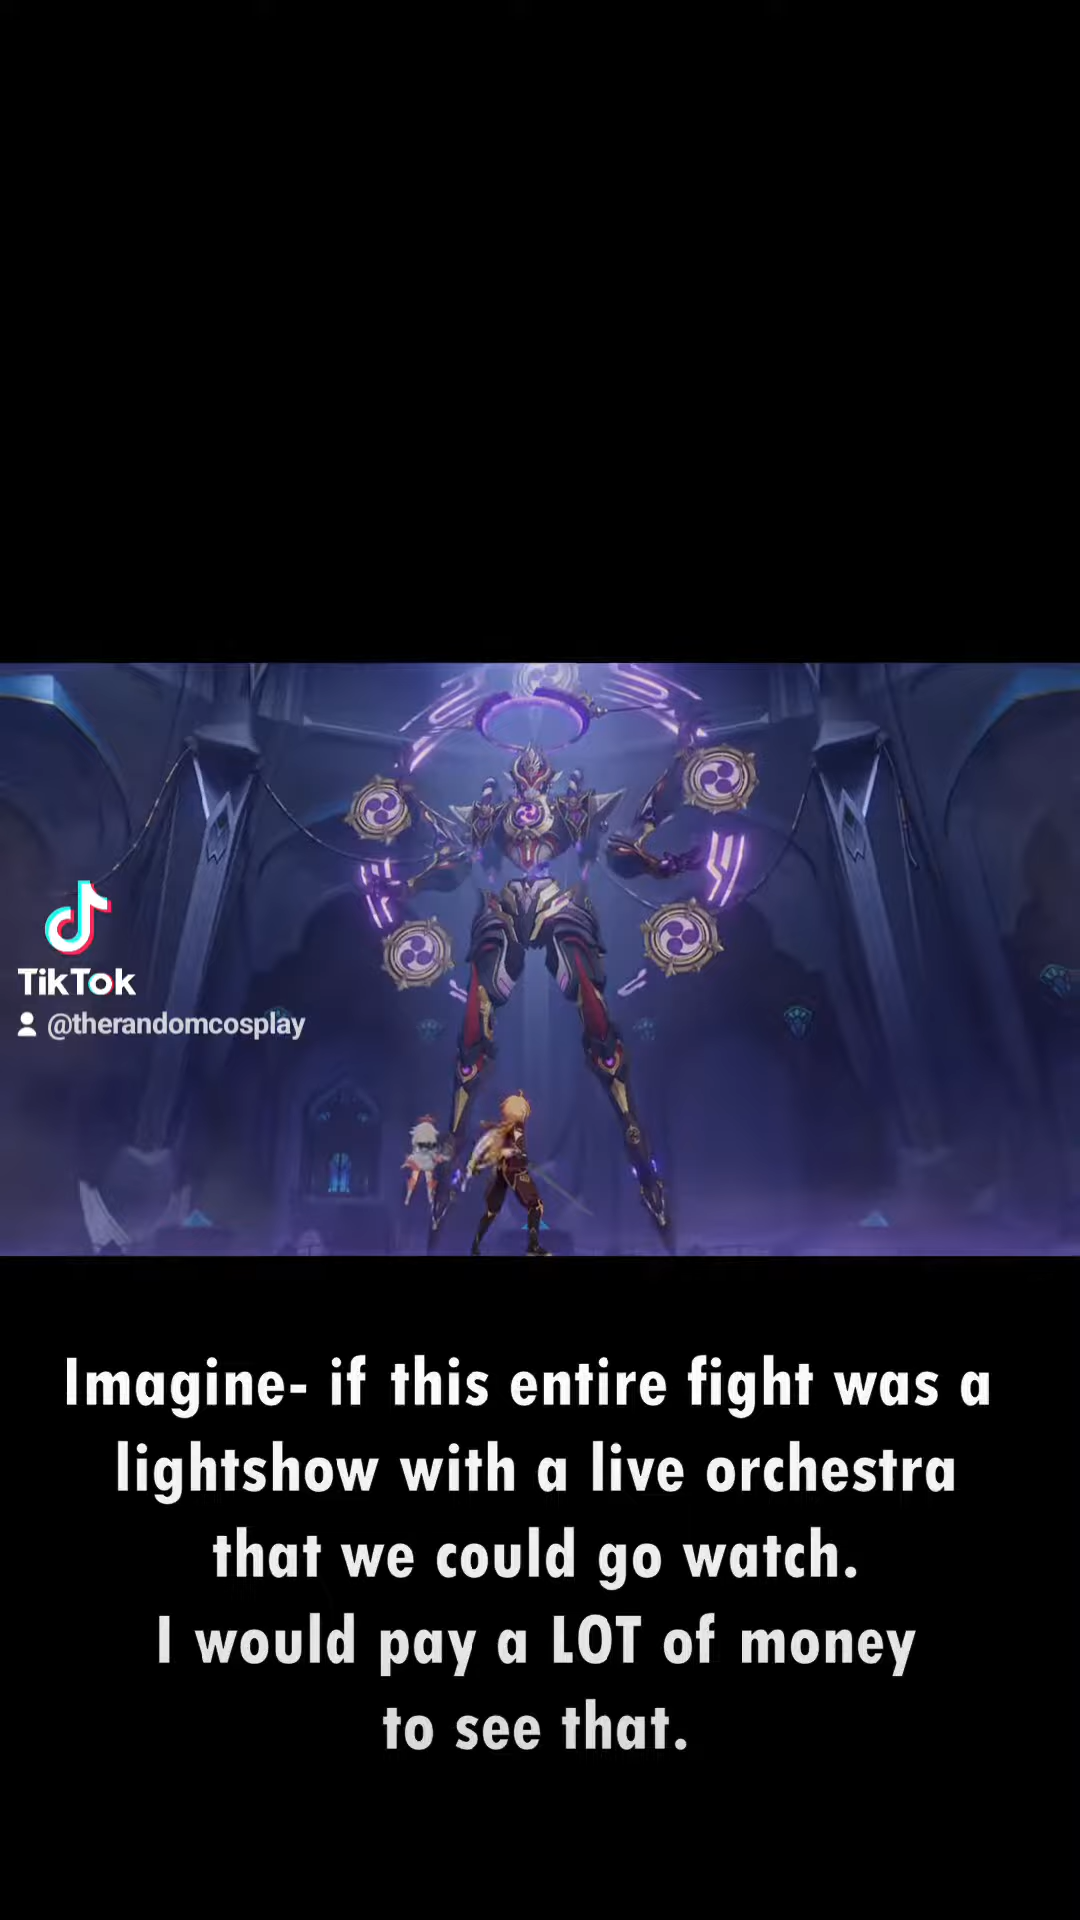 TikTok
@therandomcosplay
Imagine- if this entire fight was a
lightshow with a live orchestra
that we could go watch.
I would pay a LOT of money
to see that.